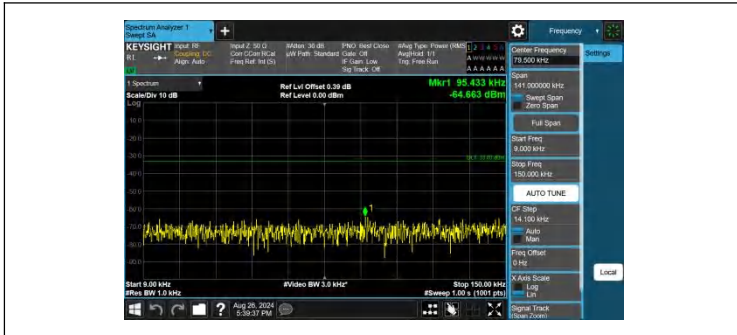 Spectrum Analyzer 1
Swept SA
+
Frequency
KEYSIGHT
Input: RF
Coupling: DC
Align: Auto
Input Z: 50 Ω
Corr CCorr RCal
Freq Ref: Int (S)
#Atten: 30 dB
µW Path: Standard
PNO: Best Close
Gate: Off
IF Gain: Low
Sig Track: Off
#Avg Type: Power (RMS)
Avg|Hold: 1/1
Trig: Free Run
1 2 3 4 5 6
A W W W W W
A A A A A A
1 Spectrum
Scale/Div 10 dB
Log
Ref Lvl Offset 0.39 dB
Ref Level 0.00 dBm
Mkr1 95.433 kHz
-64.663 dBm
-10.0
-20.0
-30.0
-50.0
-60.0
-80.0
-90.0
1
Start 9.00 kHz
#Res BW 1.0 kHz
#Video BW 3.0 kHz*
Stop 150.00 kHz
#Sweep 1.00 s (1001 pts)
Center Frequency
79.500 kHz
Settings
Span
141.000000 kHz
Swept Span
Zero Span
Full Span
Start Freq
9.000 kHz
Stop Freq
150.000 kHz
AUTO TUNE
CF Step
14.100 kHz
Auto
Man
Freq Offset
0 Hz
X Axis Scale
Log
Lin
Signal Track
(Span Zoom)
Local
?
Aug 26, 2024
5:39:37 PM